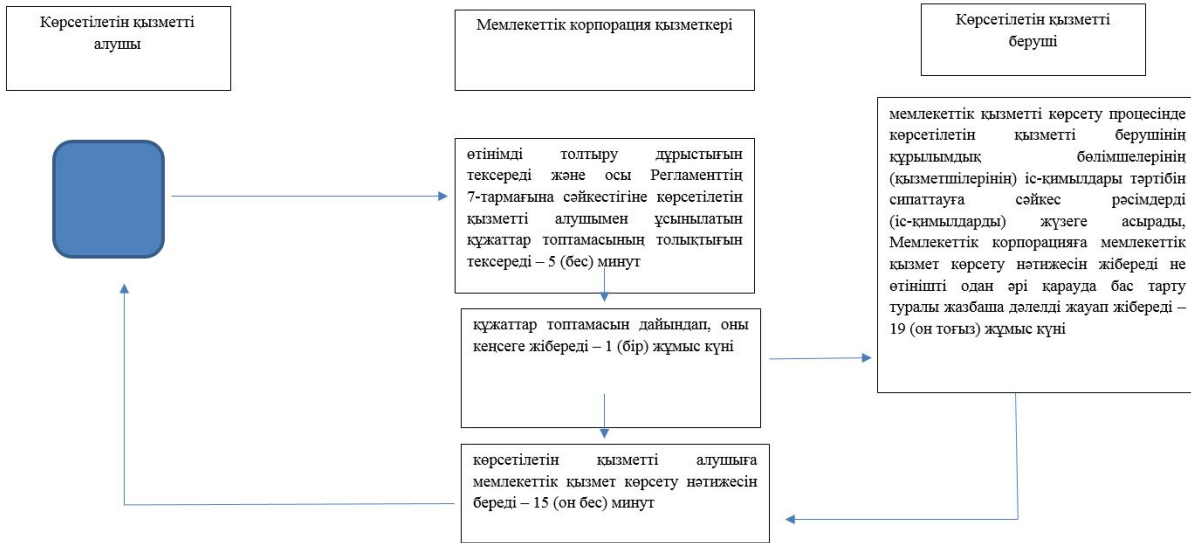 Көрсетілетін қызметті
алушы
Мемлекеттік корпорация қызметкері
Көрсетілетін қызметті
беруші
өтінімді толтыру дұрыстығын
тексереді және осы Регламенттің
7-тармағына сәйкестігіне көрсетілетін
қызметті алушымен ұсынылатын
құжаттар топтамасының толықтығын
тексереді – 5 (бес) минут
құжаттар топтамасын дайындап, оны
кеңсеге жібереді – 1 (бір) жұмыс күні
көрсетілетін қызметті алушыға
мемлекеттік қызмет көрсету нәтижесін
береді – 15 (он бес) минут
мемлекеттік қызметті көрсету процесінде
көрсетілетін қызметті берушінің
құрылымдық бөлімшелерінің
(қызметшілерінің) іс-қимылдары тәртібін
сипаттауға сәйкес рәсімдерді
(іс-қимылдарды) жүзеге асырады,
Мемлекеттік корпорацияға мемлекеттік
қызмет көрсету нәтижесін жібереді не
өтінішті одан әрі қарауда бас тарту
туралы жазбаша дәлелді жауап жібереді –
19 (он тоғыз) жұмыс күні